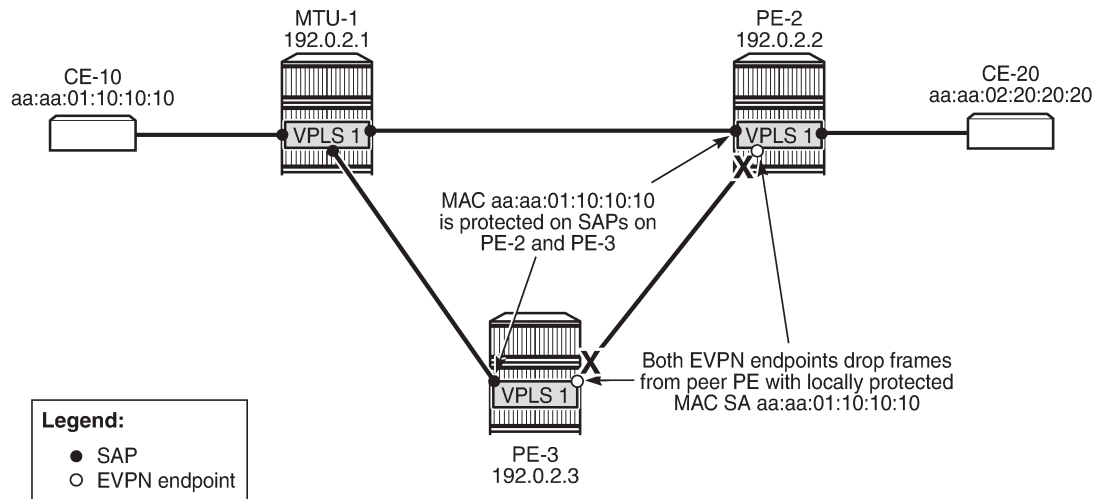 MTU-1
192.0.2.1
PE-2
192.0.2.2
CE-10
aa:aa:01:10:10:10
CE-20
aa:aa:02:20:20:20
VPLS 1
VPLS 1
X
MAC aa:aa:01:10:10:10
is protected on SAPs on
PE-2 and PE-3
X
Both EVPN endpoints drop frames
from peer PE with locally protected
MAC SA aa:aa:01:10:10:10
VPLS 1
PE-3
192.0.2.3
Legend:
SAP
EVPN endpoint